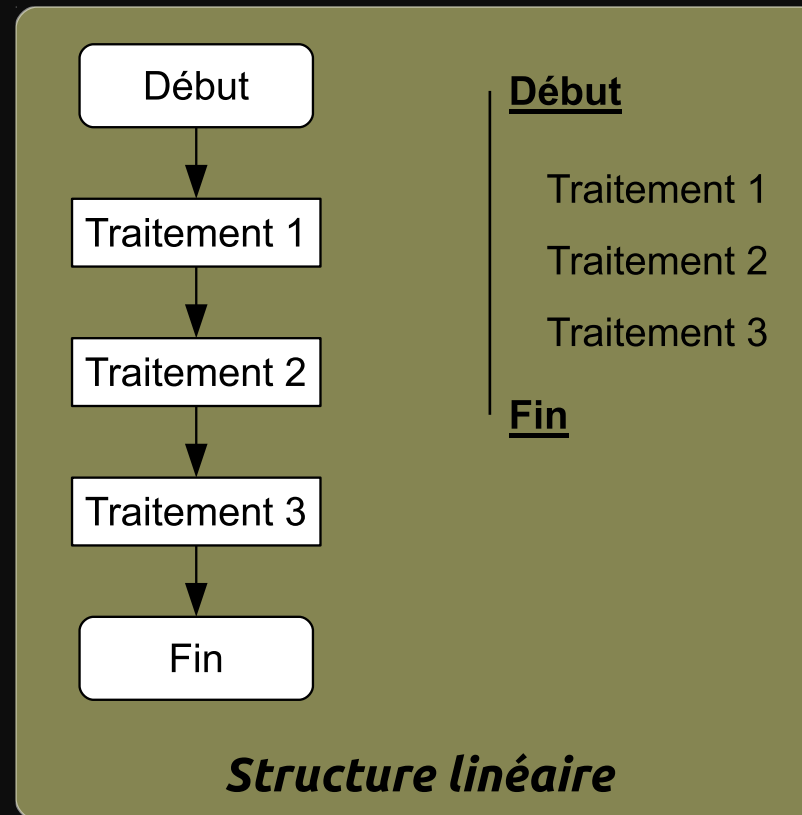 Début
Traitement 1
Traitement 2
Traitement 3
Fin
Début
Traitement 1
Traitement 2
Traitement 3
Fin
Structure linéaire